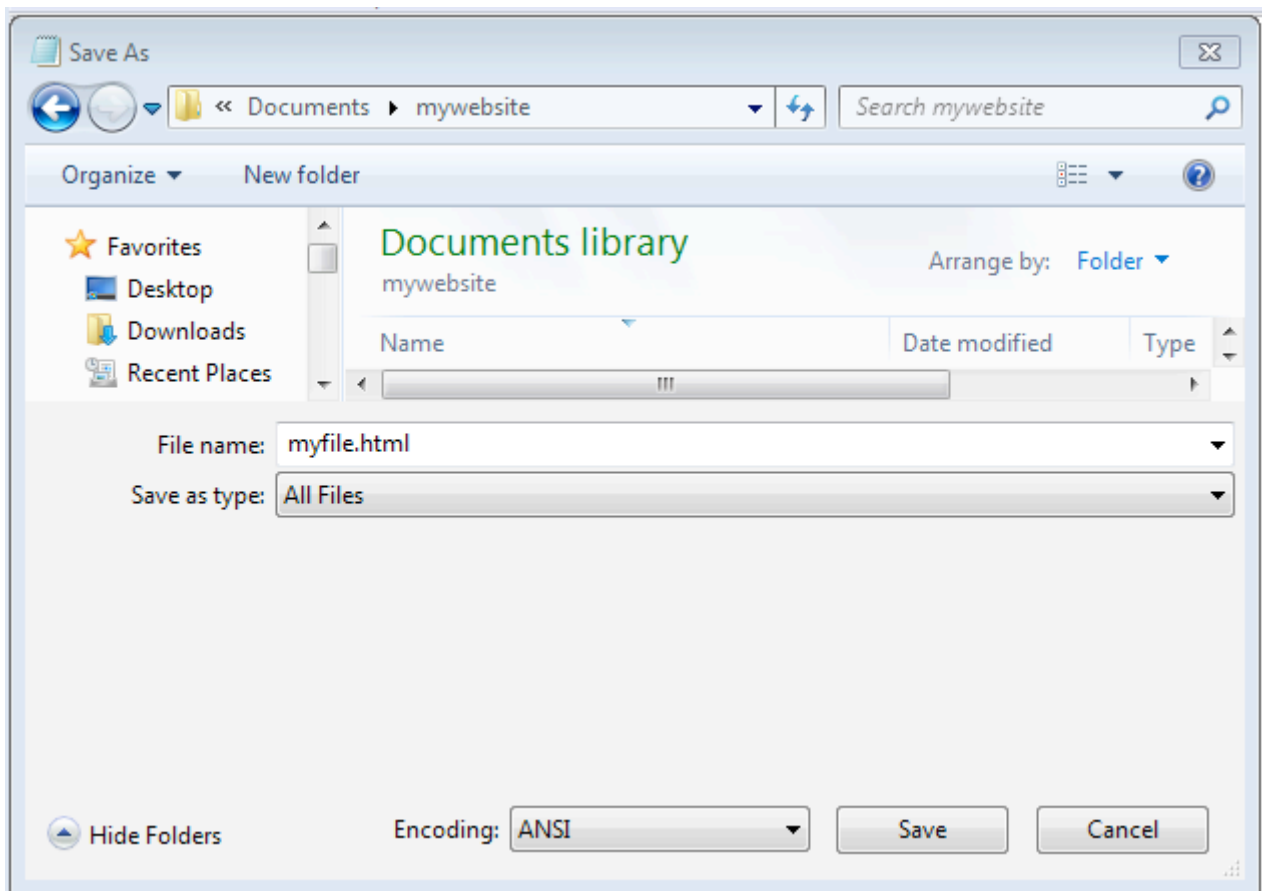 Save As
« Documents mywebsite
Search mywebsite
Organize
New folder
Favorites
Desktop
Downloads
Recent Places
Documents library
mywebsite
Arrange by: Folder
Name Date modified Type
File name: myfile.html
Save as type: All Files
Hide Folders
Encoding: ANSI
Save
Cancel